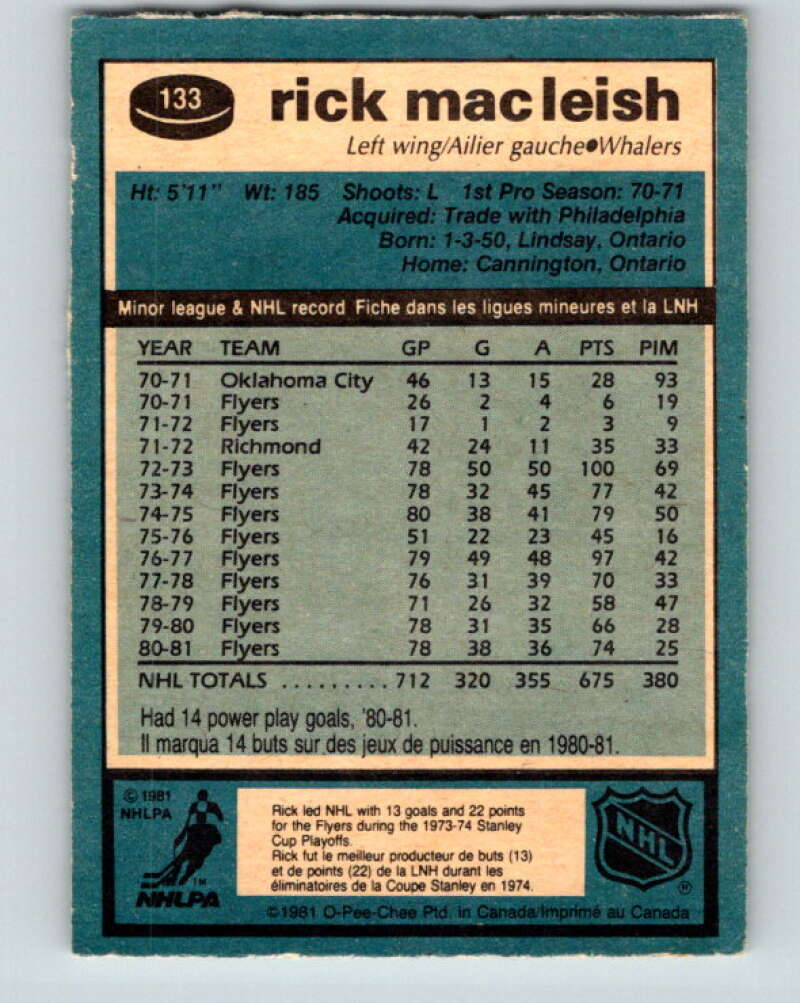 133
rick macleish
Left wing/Ailier gauche●Whalers
Ht: 5'11" Wt: 185 Shoots: L 1st Pro Season: 70-71
Acquired: Trade with Philadelphia
Born: 1-3-50, Lindsay, Ontario
Home: Cannington, Ontario
Minor league & NHL record Fiche dans les ligues mineures et la LNH
YEAR TEAM GP G A PTS PIM
70-71 Oklahoma City 46 13 15 28 93
70-71 Flyers 26 2 4 6 19
71-72 Flyers 17 1 2 3 9
71-72 Richmond 42 24 11 35 33
72-73 Flyers 78 50 50 100 69
73-74 Flyers 78 32 45 77 42
74-75 Flyers 80 38 41 79 50
75-76 Flyers 51 22 23 45 16
76-77 Flyers 79 49 48 97 42
77-78 Flyers 76 31 39 70 33
78-79 Flyers 71 26 32 58 47
79-80 Flyers 78 31 35 66 28
80-81 Flyers 78 38 36 74 25
NHL TOTALS ......... 712 320 355 675 380
Had 14 power play goals, '80-81.
Il marqua 14 buts sur des jeux de puissance en 1980-81.
© 1981
NHLPA
TM
NHLPA
Rick led NHL with 13 goals and 22 points
for the Flyers during the 1973-74 Stanley
Cup Playoffs.
Rick fut le meilleur producteur de buts (13)
et de points (22) de la LNH durant les
éliminatoires de la Coupe Stanley en 1974.
NHL
®
©1981 O-Pee-Chee Ptd. in Canada/Imprimé au Canada